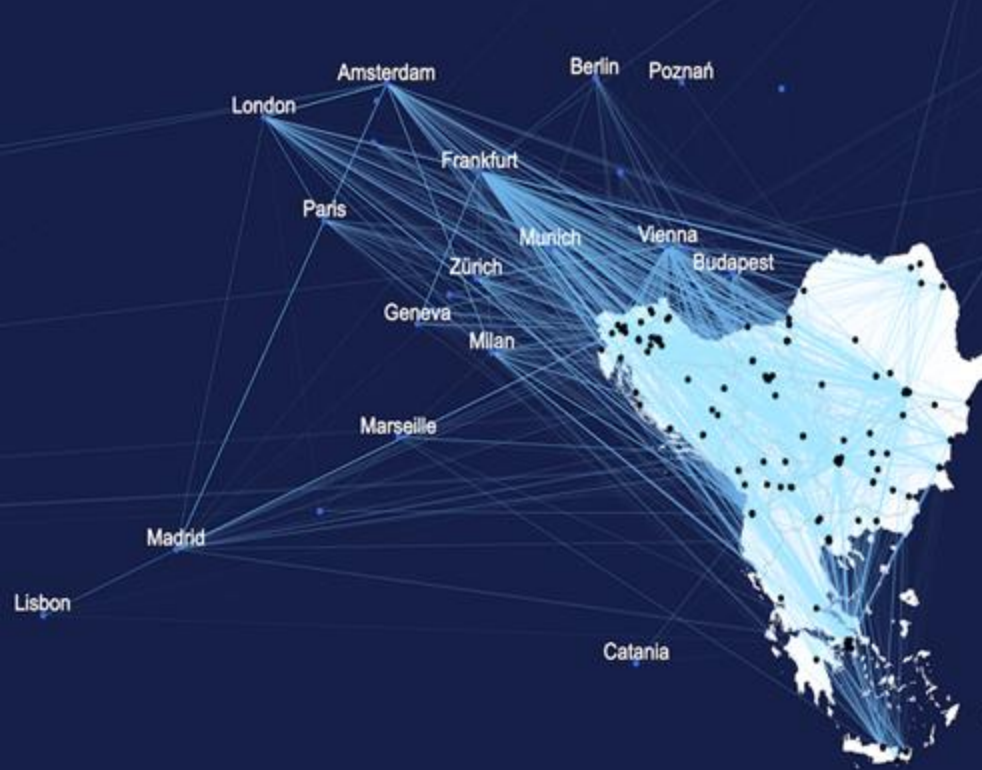 Amsterdam
Berlin
Poznań
London
Frankfurt
Paris
Munich
Vienna
Budapest
Zürich
Geneva
Milan
Marseille
Madrid
Lisbon
Catania